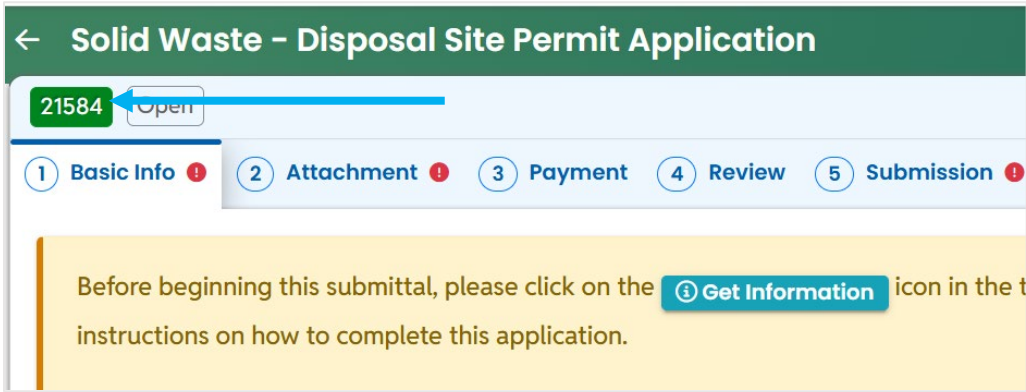 ← Solid Waste – Disposal Site Permit Application
21584 Open
1 Basic Info ! 2 Attachment ! 3 Payment 4 Review 5 Submission !
Before beginning this submittal, please click on the Get Information icon in the t
instructions on how to complete this application.